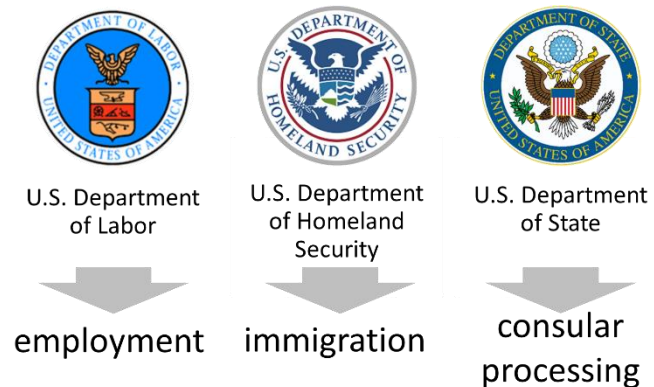 DEPARTMENT OF LABOR
UNITED STATES OF AMERICA
U.S. DEPARTMENT OF
HOMELAND SECURITY
DEPARTMENT OF STATE
UNITED STATES OF AMERICA
U.S. Department
of Labor
U.S. Department
of Homeland
Security
U.S. Department
of State
employment
immigration
consular
processing